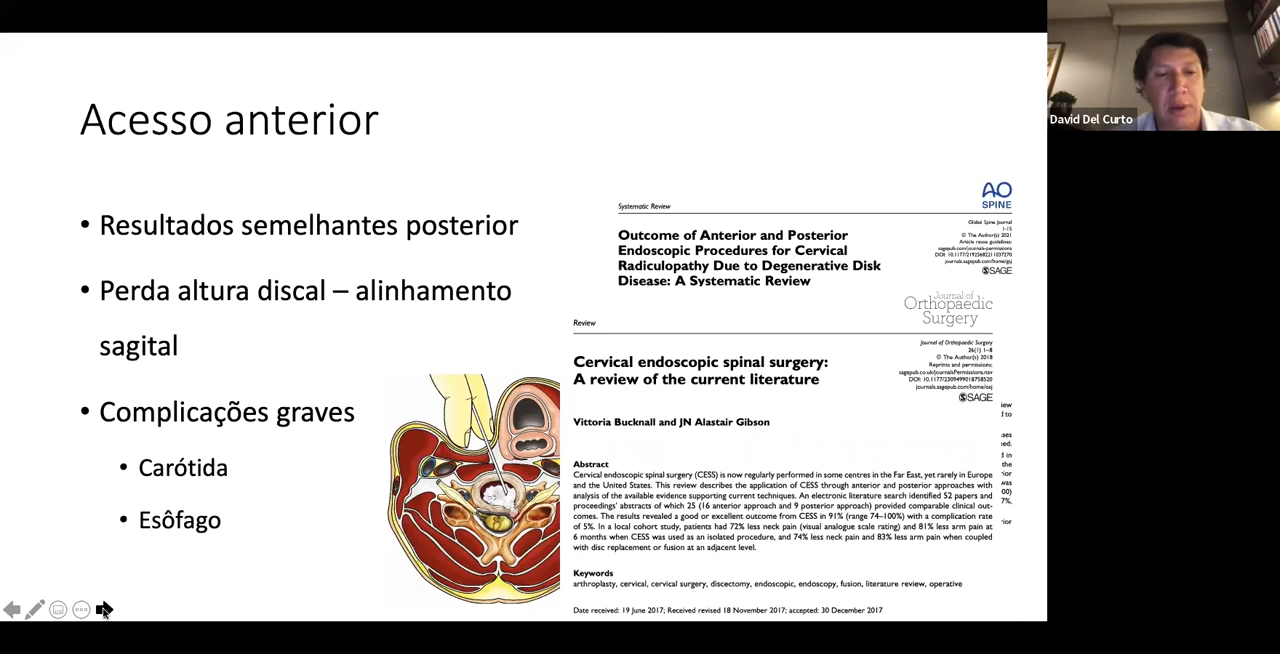 Acesso anterior
• Resultados semelhantes posterior
• Perda altura discal – alinhamento
sagital
• Complicações graves
• Carótida
• Esôfago
AO
SPINE
Systematic Review
Outcome of Anterior and Posterior
Endoscopic Procedures for Cervical
Radiculopathy Due to Degenerative Disk
Disease: A Systematic Review
Global Spine Journal
1-15
© The Author(s) 2021
Article reuse guidelines:
sagepub.com/journals-permissions
DOI: 10.1177/21925682211037270
journals.sagepub.com/home/gsj
SAGE
Journal of
Orthopaedic
Surgery
Review
Cervical endoscopic spinal surgery:
A review of the current literature
Journal of Orthopaedic Surgery
26(1) 1–8
© The Author(s) 2018
Reprints and permissions:
sagepub.co.uk/journalsPermissions.nav
DOI: 10.1177/2309499018758520
journals.sagepub.com/home/osj
SAGE
Vittoria Bucknall and JN Alastair Gibson
Abstract
Cervical endoscopic spinal surgery (CESS) is now regularly performed in some centres in the Far East, yet rarely in Europe
and the United States. This review describes the application of CESS through anterior and posterior approaches with
analysis of the available evidence supporting current techniques. An electronic literature search identified 52 papers and
proceedings' abstracts of which 25 (16 anterior approach and 9 posterior approach) provided comparable clinical out-
comes. The results revealed a good or excellent outcome from CESS in 91% (range 74–100%) with a complication rate
of 5%. In a local cohort study, patients had 72% less neck pain (visual analogue scale rating) and 81% less arm pain at
6 months when CESS was used as an isolated procedure, and 74% less neck pain and 83% less arm pain when coupled
with disc replacement or fusion at an adjacent level.
Keywords
arthroplasty, cervical, cervical surgery, discectomy, endoscopic, endoscopy, fusion, literature review, operative
Date received: 19 June 2017; Received revised 18 November 2017; accepted: 30 December 2017
David Del Curto